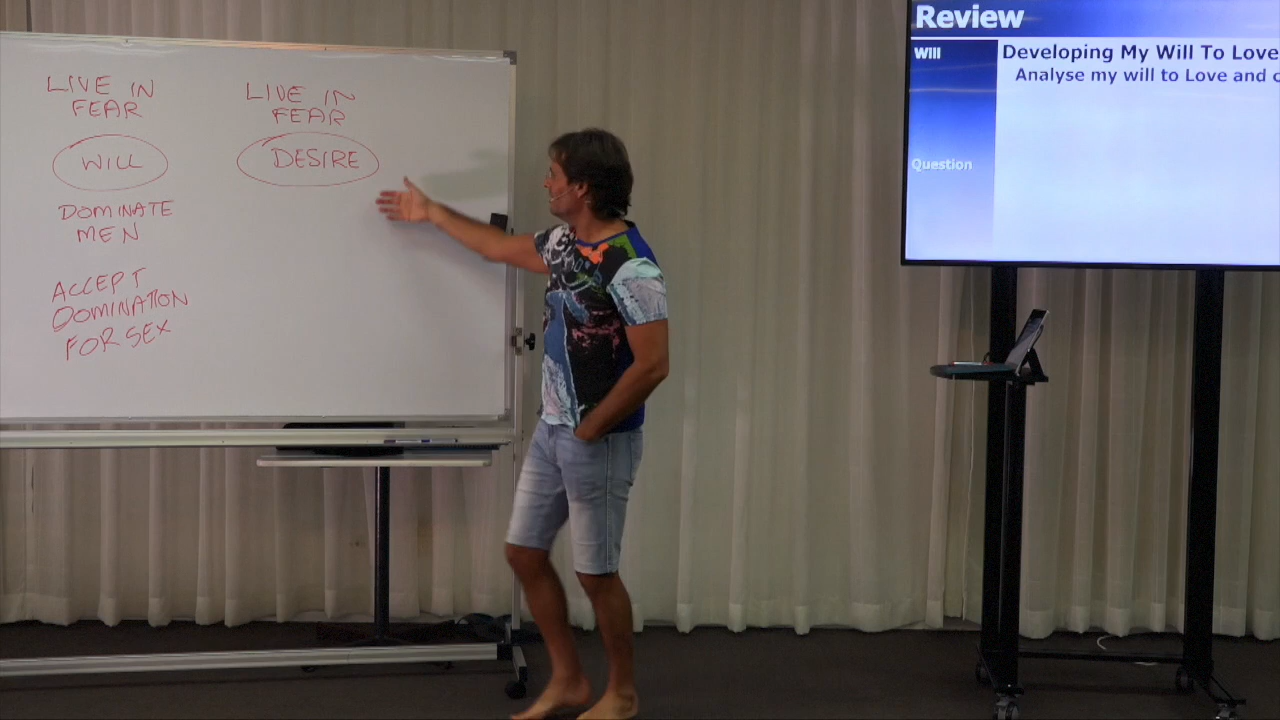 LIVE IN
FEAR
WILL
DOMINATE
MEN
ACCEPT
DOMINATION
FOR SEX
LIVE IN
FEAR
DESIRE
Review
Will
Developing My Will To Love
Analyse my will to Love and
Question